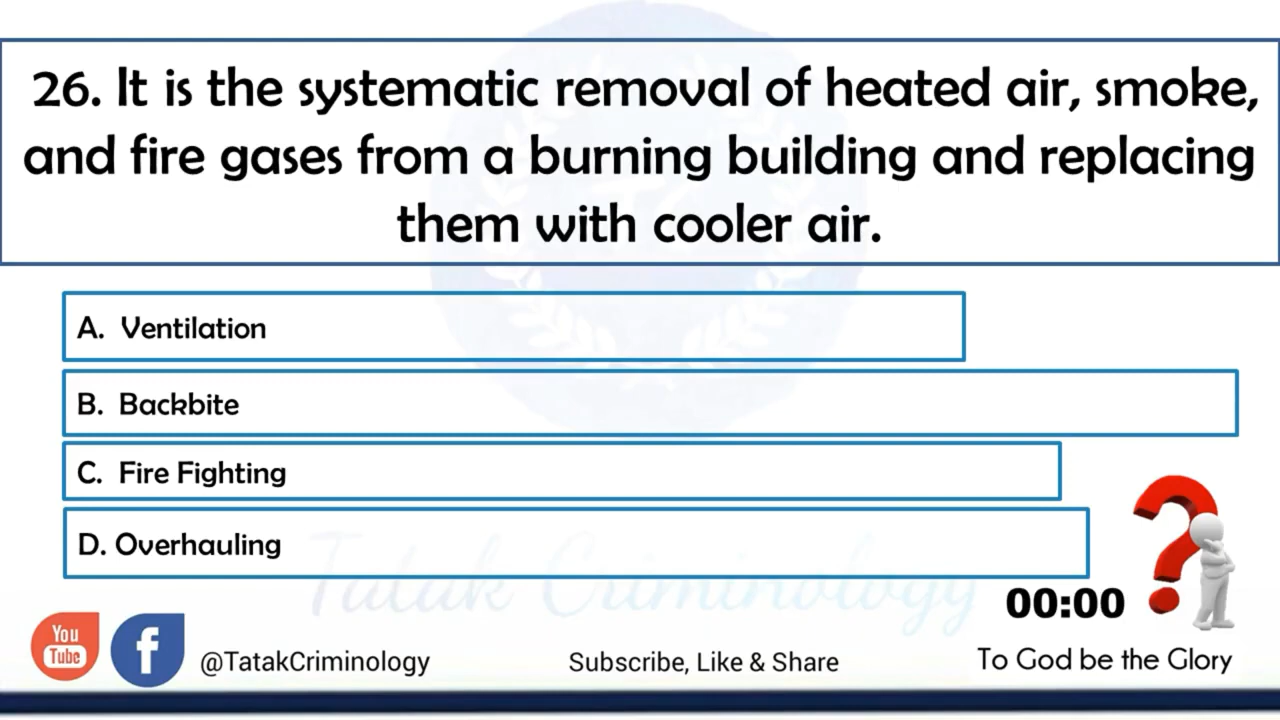 26. It is the systematic removal of heated air, smoke,
and fire gases from a burning building and replacing
them with cooler air.
A. Ventilation
B. Backbite
C. Fire Fighting
D. Overhauling
Tatak Criminology
00:00
You
Tube
f
@TatakCriminology
Subscribe, Like & Share
To God be the Glory